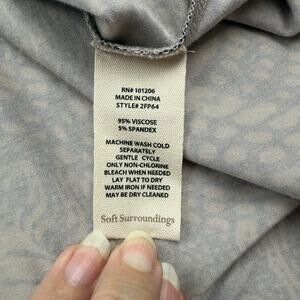 RN# 101206
MADE IN CHINA
STYLE# 2FP64
95% VISCOSE
5% SPANDEX
MACHINE WASH COLD
SEPARATELY
GENTLE CYCLE
ONLY NON-CHLORINE
BLEACH WHEN NEEDED
LAY FLAT TO DRY
WARM IRON IF NEEDED
MAY BE DRY CLEANED
Soft Surroundings